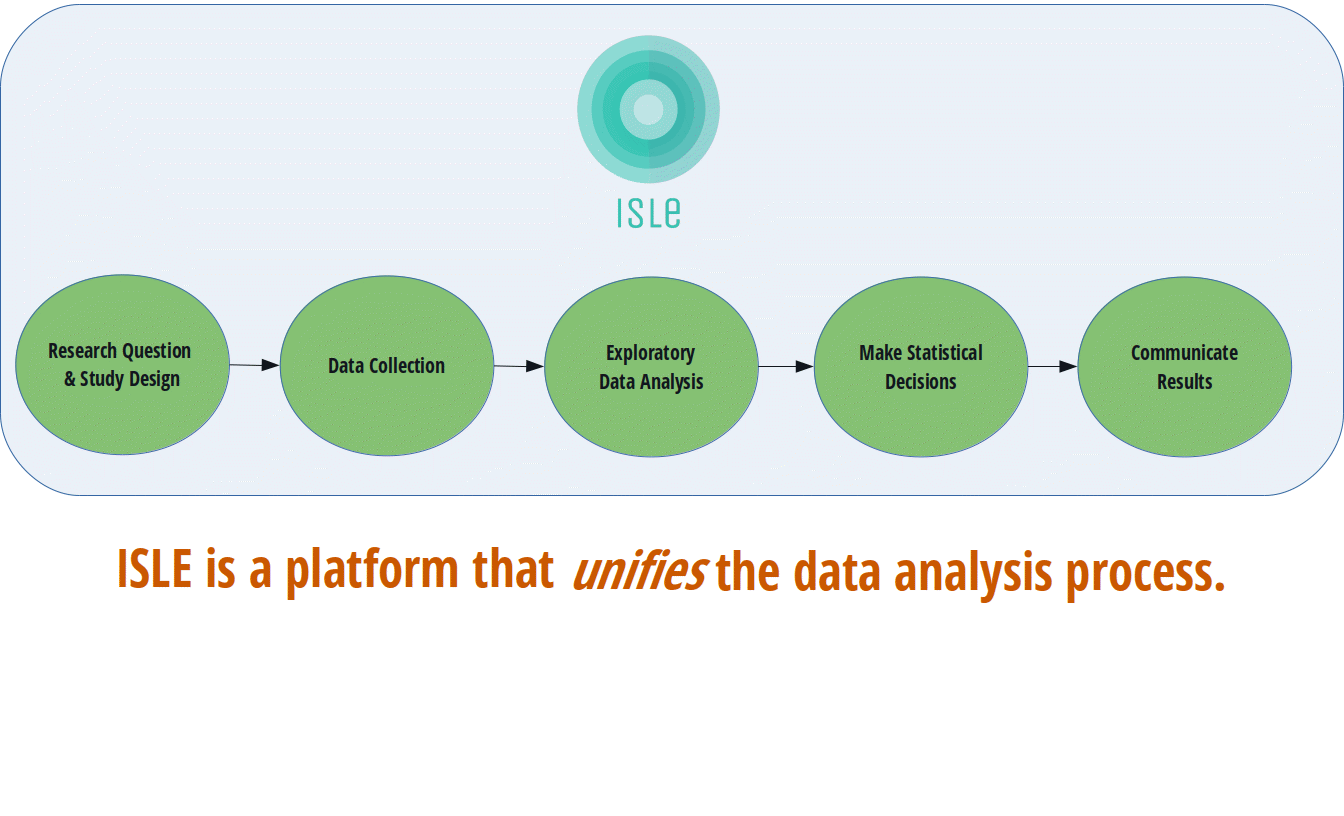 ISLE
Research Question
& Study Design
Data Collection
Exploratory
Data Analysis
Make Statistical
Decisions
Communicate
Results
ISLE is a platform that unifies the data analysis process.